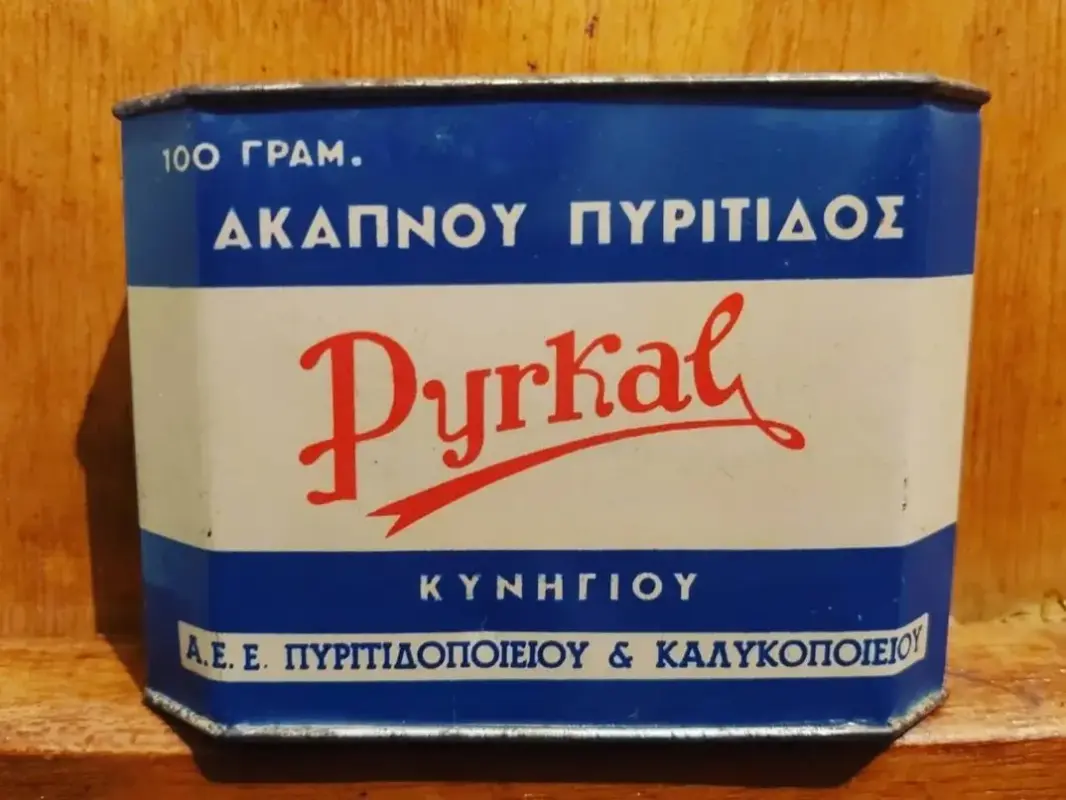 100 ΓΡΑΜ.
ΑΚΑΠΝΟΥ ΠΥΡΙΤΙΔΟΣ
Pyrkal
ΚΥΝΗΓΙΟΥ
Α.Ε.Ε. ΠΥΡΙΤΙΔΟΠΟΙΕΙΟΥ & ΚΑΛΥΚΟΠΟΙΕΙΟΥ